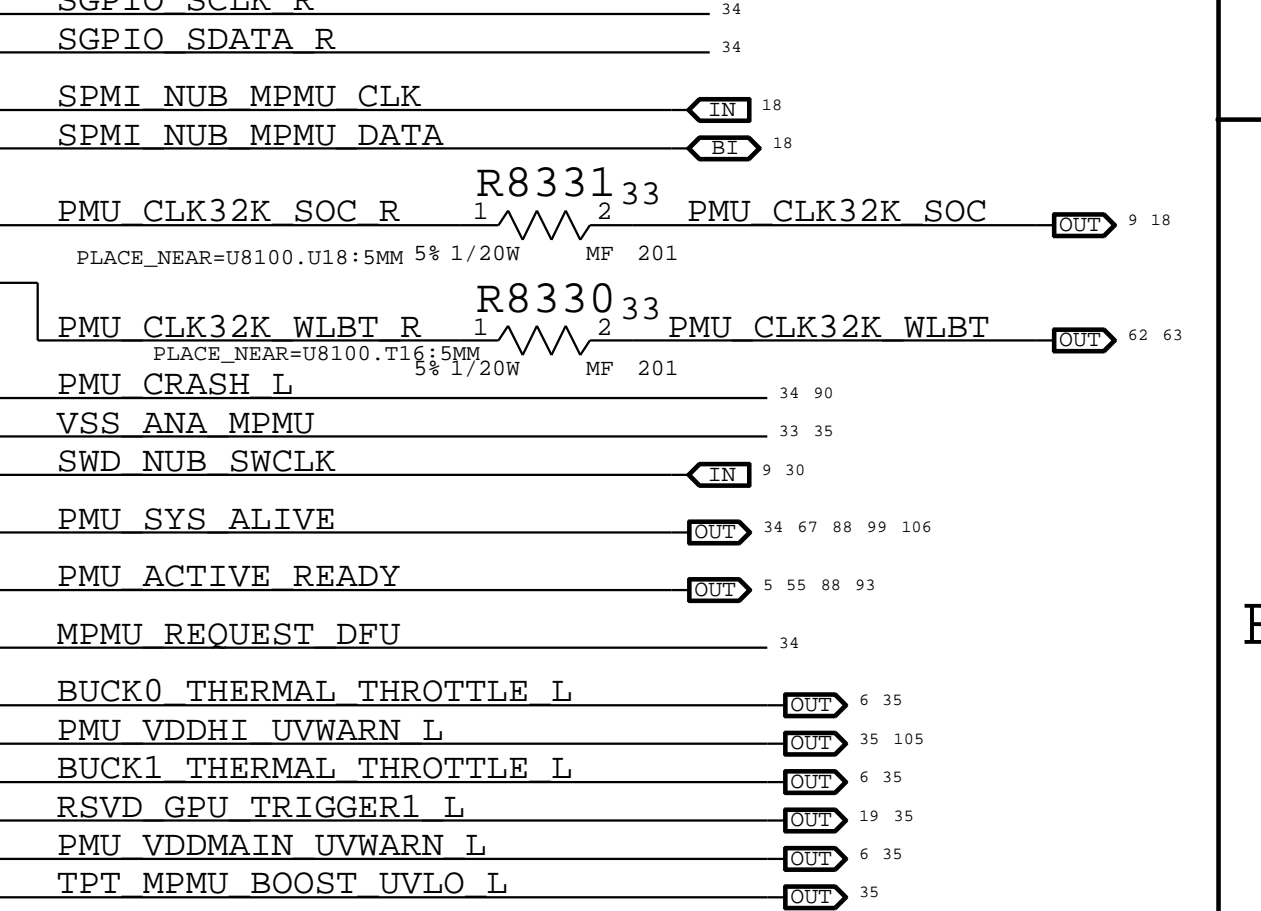 SGPIO_SCLK_R 34
SGPIO_SDATA_R 34
SPMI_NUB_MPMU_CLK IN 18
SPMI_NUB_MPMU_DATA BI 18
R8331 33
PMU_CLK32K_SOC_R 1 2 PMU_CLK32K_SOC OUT 9 18
PLACE_NEAR=U8100.U18:5MM 5% 1/20W MF 201
R8330 33
PMU_CLK32K_WLBT_R 1 2 PMU_CLK32K_WLBT OUT 62 63
PLACE_NEAR=U8100.T16:5MM
5% 1/20W MF 201
PMU_CRASH_L 34 90
VSS_ANA_MPMU 33 35
SWD_NUB_SWCLK IN 9 30
PMU_SYS_ALIVE OUT 34 67 88 99 106
PMU_ACTIVE_READY OUT 5 55 88 93
MPMU_REQUEST_DFU 34
BUCK0_THERMAL_THROTTLE_L OUT 6 35
PMU_VDDHI_UVWARN_L OUT 35 105
BUCK1_THERMAL_THROTTLE_L OUT 6 35
RSVD_GPU_TRIGGER1_L OUT 19 35
PMU_VDDMAIN_UVWARN_L OUT 6 35
TPT_MPMU_BOOST_UVLO_L OUT 35